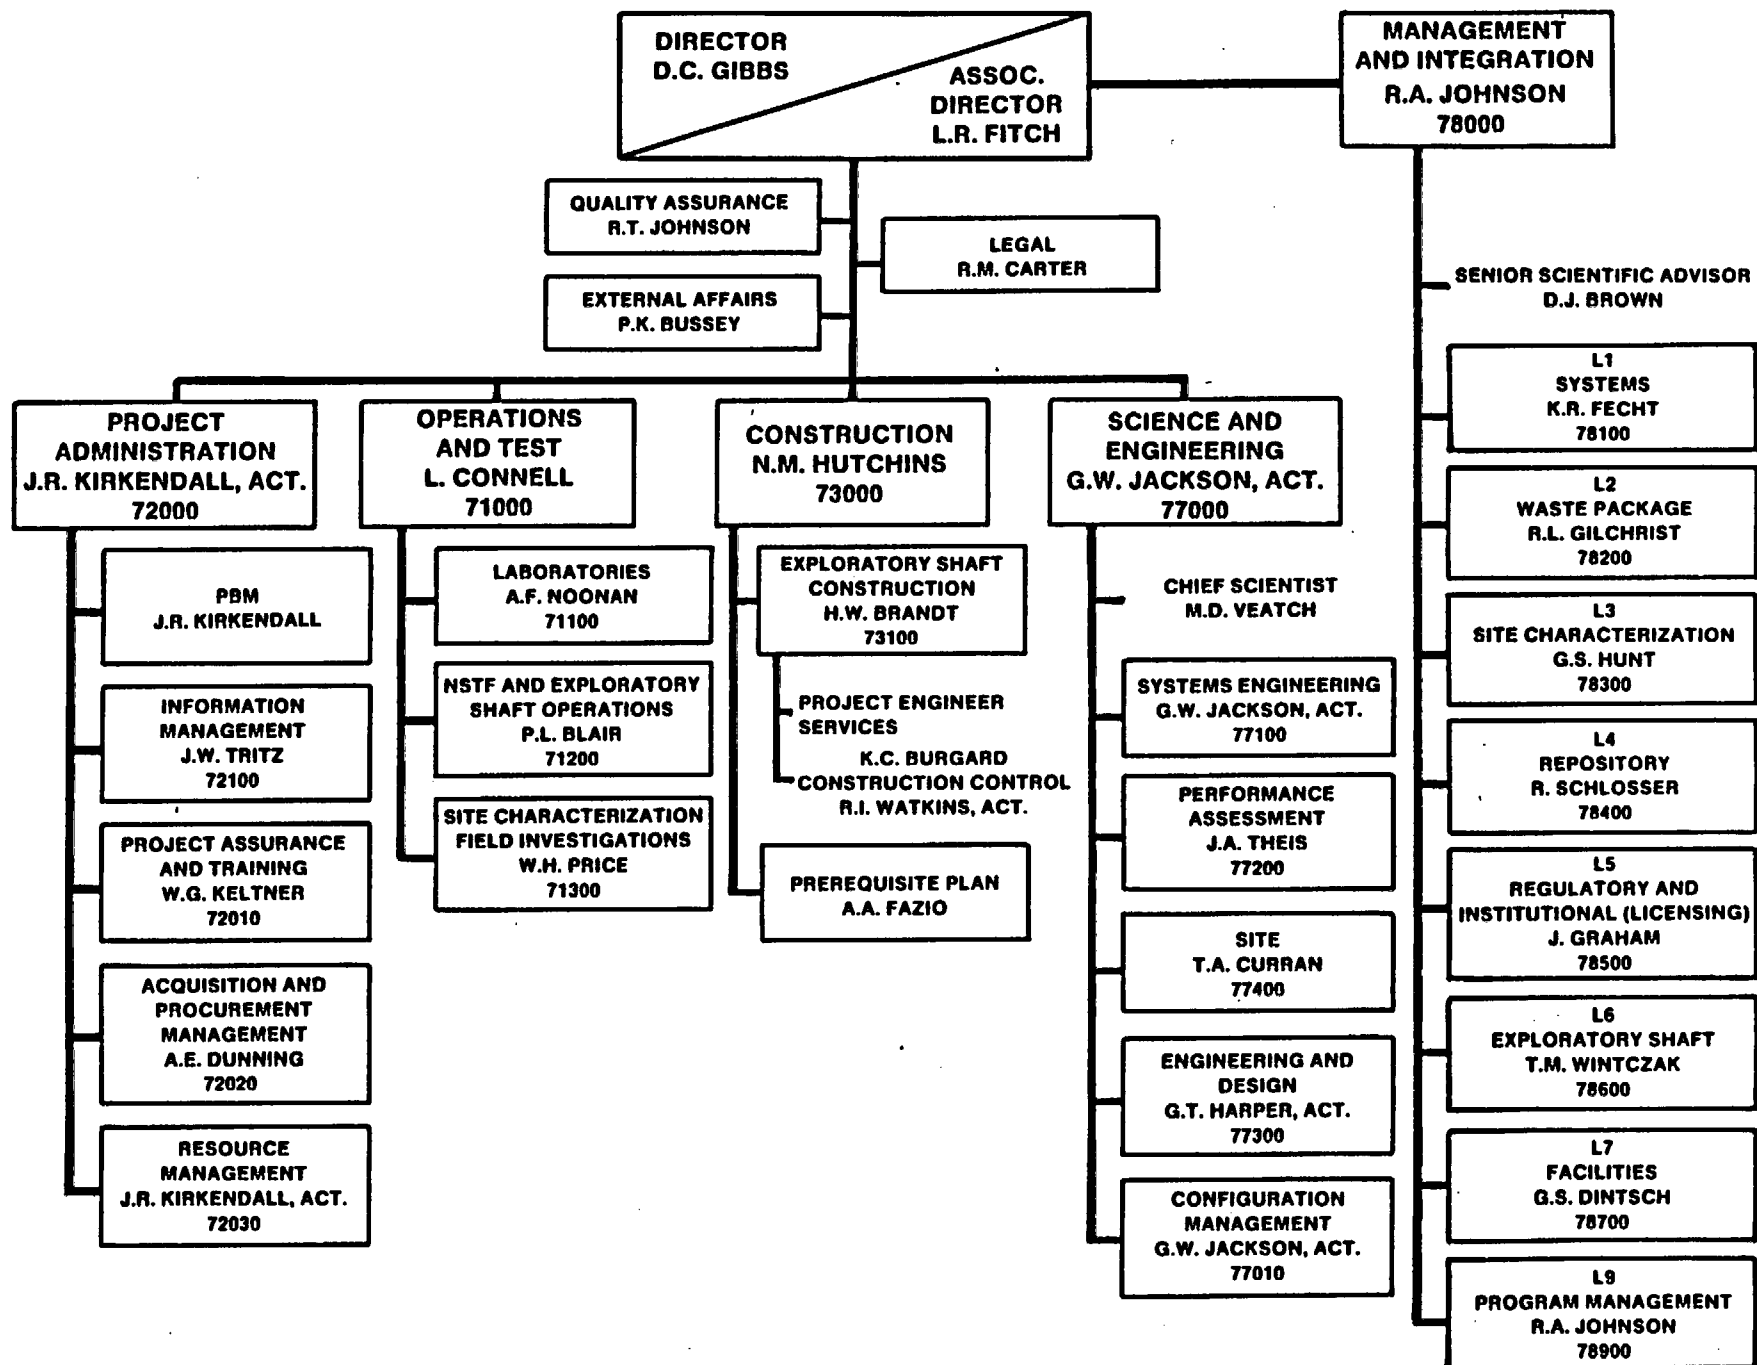 DIRECTOR
D.C. GIBBS
ASSOC.
DIRECTOR
L.R. FITCH
MANAGEMENT
AND INTEGRATION
R.A. JOHNSON
78000
QUALITY ASSURANCE
R.T. JOHNSON
LEGAL
R.M. CARTER
EXTERNAL AFFAIRS
P.K. BUSSEY
PROJECT
ADMINISTRATION
J.R. KIRKENDALL, ACT.
72000
PBM
J.R. KIRKENDALL
INFORMATION
MANAGEMENT
J.W. TRITZ
72100
PROJECT ASSURANCE
AND TRAINING
W.G. KELTNER
72010
ACQUISITION AND
PROCUREMENT
MANAGEMENT
A.E. DUNNING
72020
RESOURCE
MANAGEMENT
J.R. KIRKENDALL, ACT.
72030
OPERATIONS
AND TEST
L. CONNELL
71000
LABORATORIES
A.F. NOONAN
71100
NSTF AND EXPLORATORY
SHAFT OPERATIONS
P.L. BLAIR
71200
SITE CHARACTERIZATION
FIELD INVESTIGATIONS
W.H. PRICE
71300
CONSTRUCTION
N.M. HUTCHINS
73000
EXPLORATORY SHAFT
CONSTRUCTION
H.W. BRANDT
73100
PROJECT ENGINEER
SERVICES
K.C. BURGARD
CONSTRUCTION CONTROL
R.I. WATKINS, ACT.
PREREQUISITE PLAN
A.A. FAZIO
SCIENCE AND
ENGINEERING
G.W. JACKSON, ACT.
77000
CHIEF SCIENTIST
M.D. VEATCH
SYSTEMS ENGINEERING
G.W. JACKSON, ACT.
77100
PERFORMANCE
ASSESSMENT
J.A. THEIS
77200
SITE
T.A. CURRAN
77400
ENGINEERING AND
DESIGN
G.T. HARPER, ACT.
77300
CONFIGURATION
MANAGEMENT
G.W. JACKSON, ACT.
77010
SENIOR SCIENTIFIC ADVISOR
D.J. BROWN
L1
SYSTEMS
K.R. FECHT
78100
L2
WASTE PACKAGE
R.L. GILCHRIST
78200
L3
SITE CHARACTERIZATION
G.S. HUNT
78300
L4
REPOSITORY
R. SCHLOSSER
78400
L5
REGULATORY AND
INSTITUTIONAL (LICENSING)
J. GRAHAM
78500
L6
EXPLORATORY SHAFT
T.M. WINTCZAK
78600
L7
FACILITIES
G.S. DINTSCH
78700
L9
PROGRAM MANAGEMENT
R.A. JOHNSON
78900